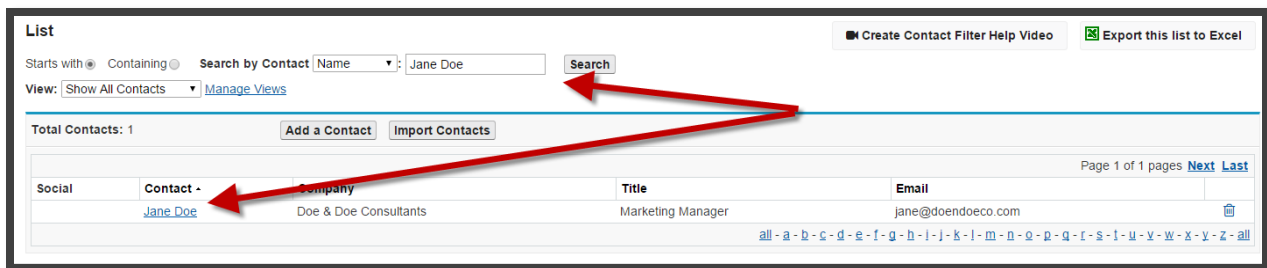 List
Create Contact Filter Help Video
Export this list to Excel
Starts with Containing Search by Contact Name : Jane Doe Search
View: Show All Contacts Manage Views
Total Contacts: 1 Add a Contact Import Contacts
Page 1 of 1 pages Next Last
Social Contact Company Title Email
Jane Doe Doe & Doe Consultants Marketing Manager jane@doendoeco.com
all - a - b - c - d - e - f - g - h - i - j - k - l - m - n - o - p - q - r - s - t - u - v - w - x - y - z - all